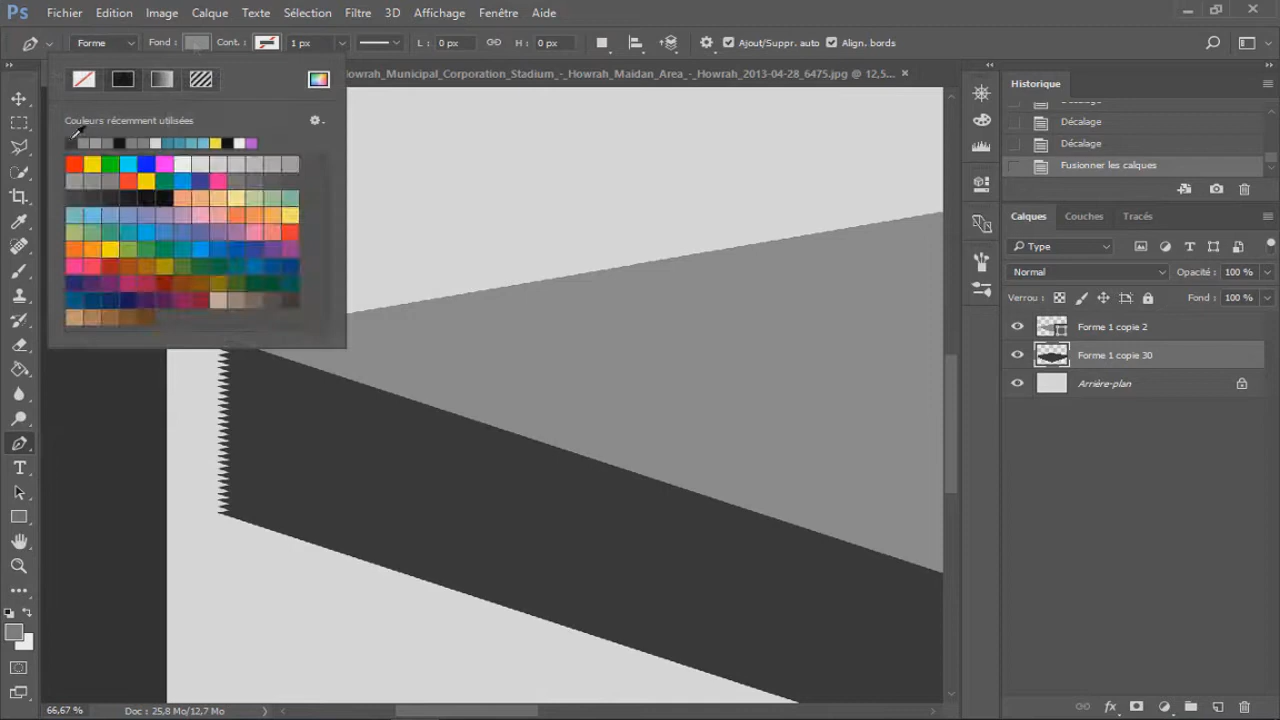 Ps Fichier Edition Image Calque Texte Sélection Filtre 3D Affichage Fenêtre Aide
Forme Fond : Cont. : 1 px L : 0 px H : 0 px Ajout/Suppr. auto Align. bords
Howrah_Municipal_Corporation_Stadium_-_Howrah_Maidan_Area_-_Howrah_2013-04-28_6475.jpg @ 12,5...
Couleurs récemment utilisées
Historique
Décalage
Décalage
Décalage
Fusionner les calques
Calques Couches Tracés
Type
Normal Opacité : 100 %
Verrou : Fond : 100 %
Forme 1 copie 2
Forme 1 copie 30
Arrière-plan
T
66,67 % Doc : 25,8 Mo/12,7 Mo